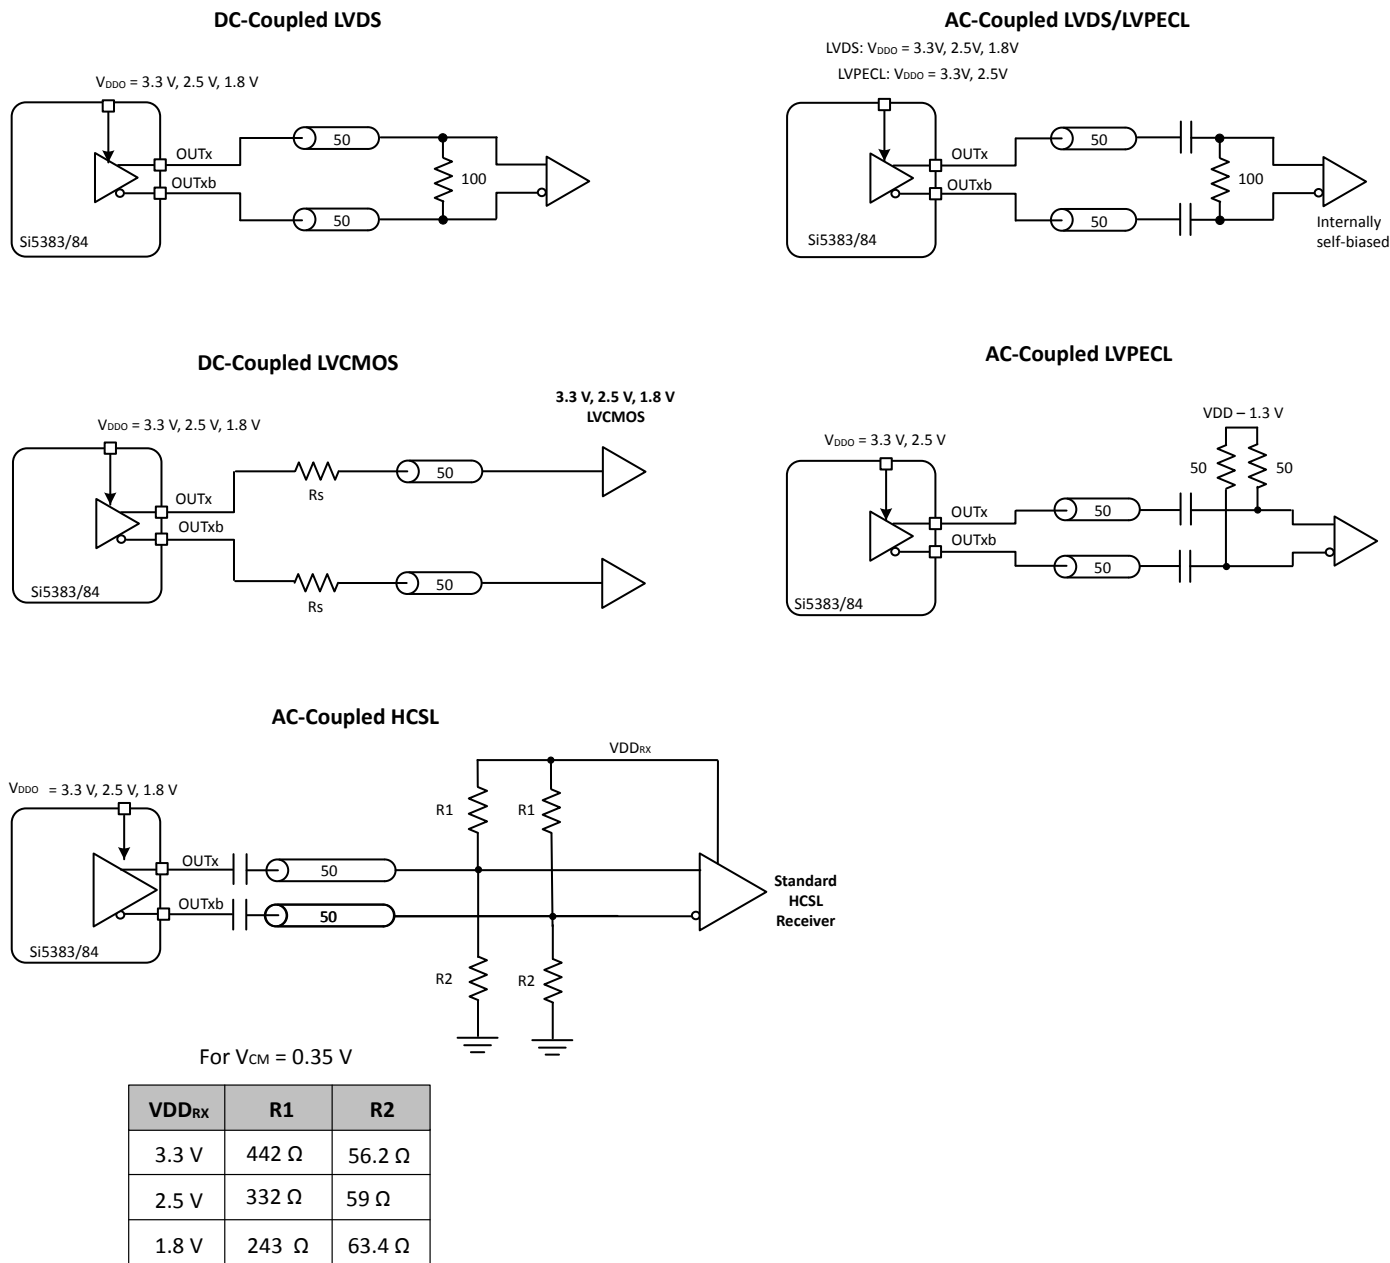 DC-Coupled LVDS
VDDO = 3.3 V, 2.5 V, 1.8 V
OUTx
OUTxb
50
50
100
Si5383/84
AC-Coupled LVDS/LVPECL
LVDS: VDDO = 3.3V, 2.5V, 1.8V
LVPECL: VDDO = 3.3V, 2.5V
OUTx
OUTxb
50
50
100
Si5383/84
Internally
self-biased
DC-Coupled LVCMOS
VDDO = 3.3 V, 2.5 V, 1.8 V
3.3 V, 2.5 V, 1.8 V
LVCMOS
OUTx
OUTxb
Rs
50
Rs
50
Si5383/84
AC-Coupled LVPECL
VDDO = 3.3 V, 2.5 V
VDD – 1.3 V
50
50
OUTx
OUTxb
50
50
Si5383/84
AC-Coupled HCSL
VDDO = 3.3 V, 2.5 V, 1.8 V
VDDRX
R1
R1
OUTx
OUTxb
50
50
Standard
HCSL
Receiver
R2
R2
Si5383/84
For VCM = 0.35 V
VDDRX R1 R2
3.3 V 442 Ω 56.2 Ω
2.5 V 332 Ω 59 Ω
1.8 V 243 Ω 63.4 Ω